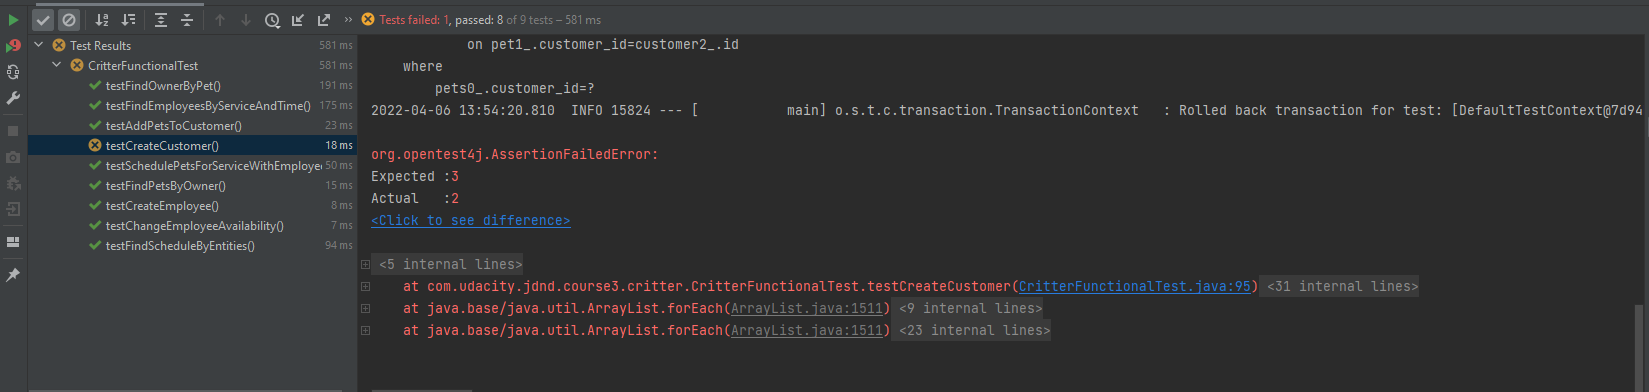 Tests failed: 1, passed: 8 of 9 tests – 581 ms
Test Results 581 ms
CritterFunctionalTest 581 ms
testFindOwnerByPet() 191 ms
testFindEmployeesByServiceAndTime() 175 ms
testAddPetsToCustomer() 23 ms
testCreateCustomer() 18 ms
testSchedulePetsForServiceWithEmployee 50 ms
testFindPetsByOwner() 15 ms
testCreateEmployee() 8 ms
testChangeEmployeeAvailability() 7 ms
testFindScheduleByEntities() 94 ms
on pet1_.customer_id=customer2_.id
where
pets0_.customer_id=?
2022-04-06 13:54:20.810  INFO 15824 --- [           main] o.s.t.c.transaction.TransactionContext   : Rolled back transaction for test: [DefaultTestContext@7d94
org.opentest4j.AssertionFailedError:
Expected :3
Actual   :2
<Click to see difference>
<5 internal lines>
at com.udacity.jdnd.course3.critter.CritterFunctionalTest.testCreateCustomer(CritterFunctionalTest.java:95) <31 internal lines>
at java.base/java.util.ArrayList.forEach(ArrayList.java:1511) <9 internal lines>
at java.base/java.util.ArrayList.forEach(ArrayList.java:1511) <23 internal lines>